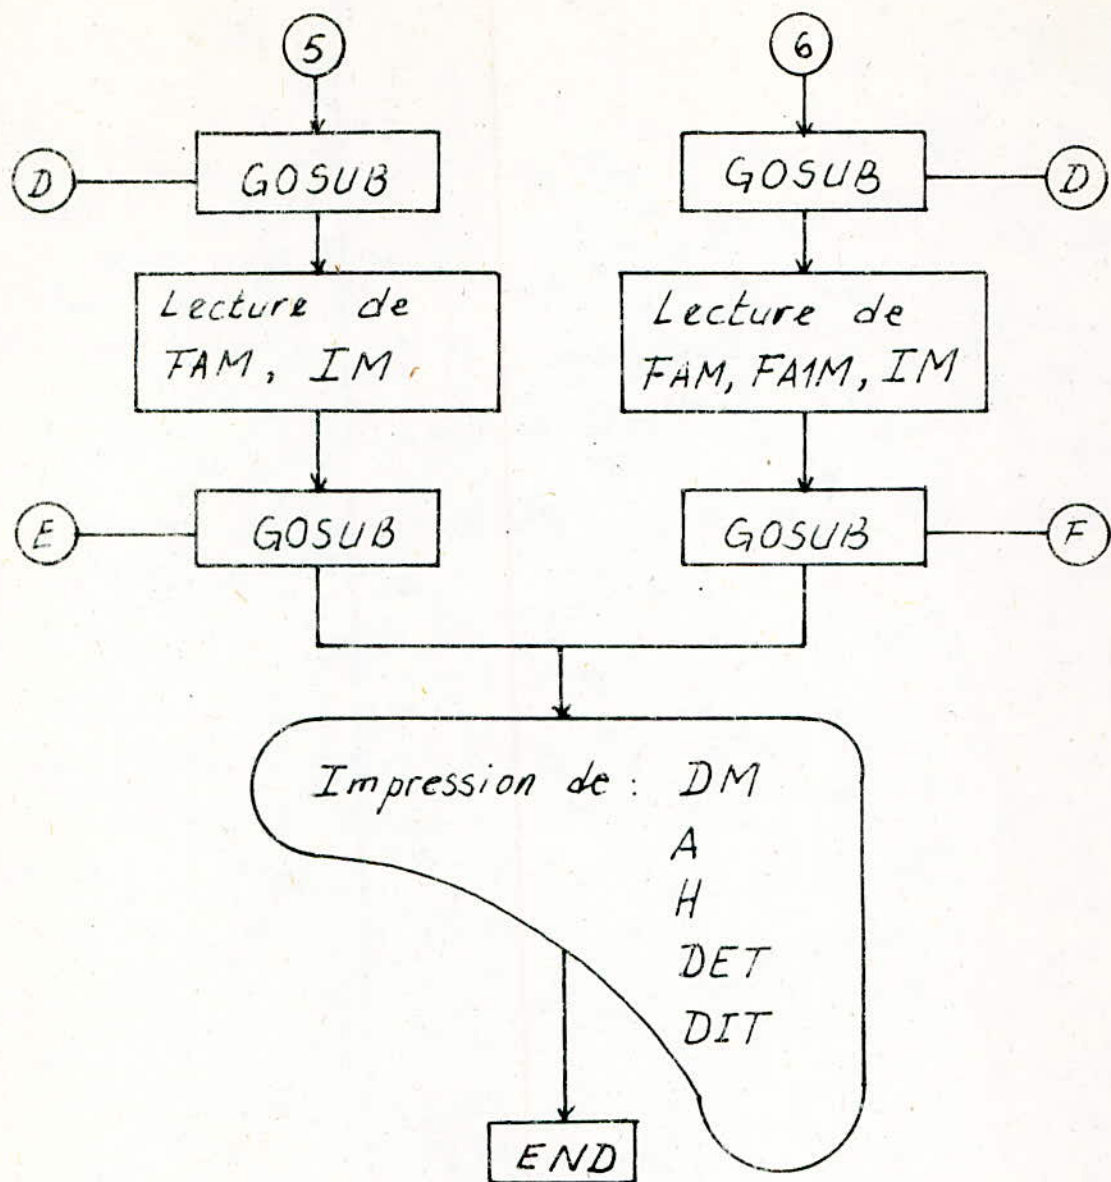 5
6
D
GOSUB
GOSUB
D
Lecture de
FAM, IM
Lecture de
FAM, FA1M, IM
E
GOSUB
GOSUB
F
Impression de : DM
A
H
DET
DIT
END